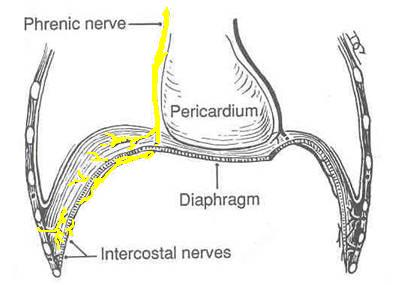 Phrenic nerve
Pericardium
Diaphragm
Intercostal nerves